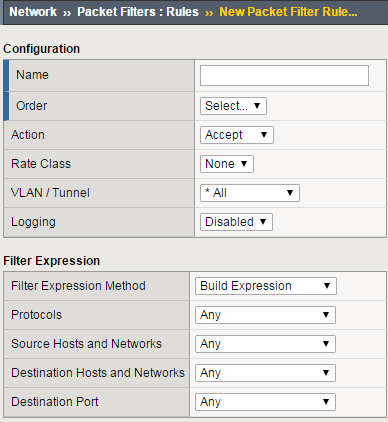 Network ›› Packet Filters : Rules ›› New Packet Filter Rule...
Configuration
Name
Order Select...
Action Accept
Rate Class None
VLAN / Tunnel * All
Logging Disabled
Filter Expression
Filter Expression Method Build Expression
Protocols Any
Source Hosts and Networks Any
Destination Hosts and Networks Any
Destination Port Any